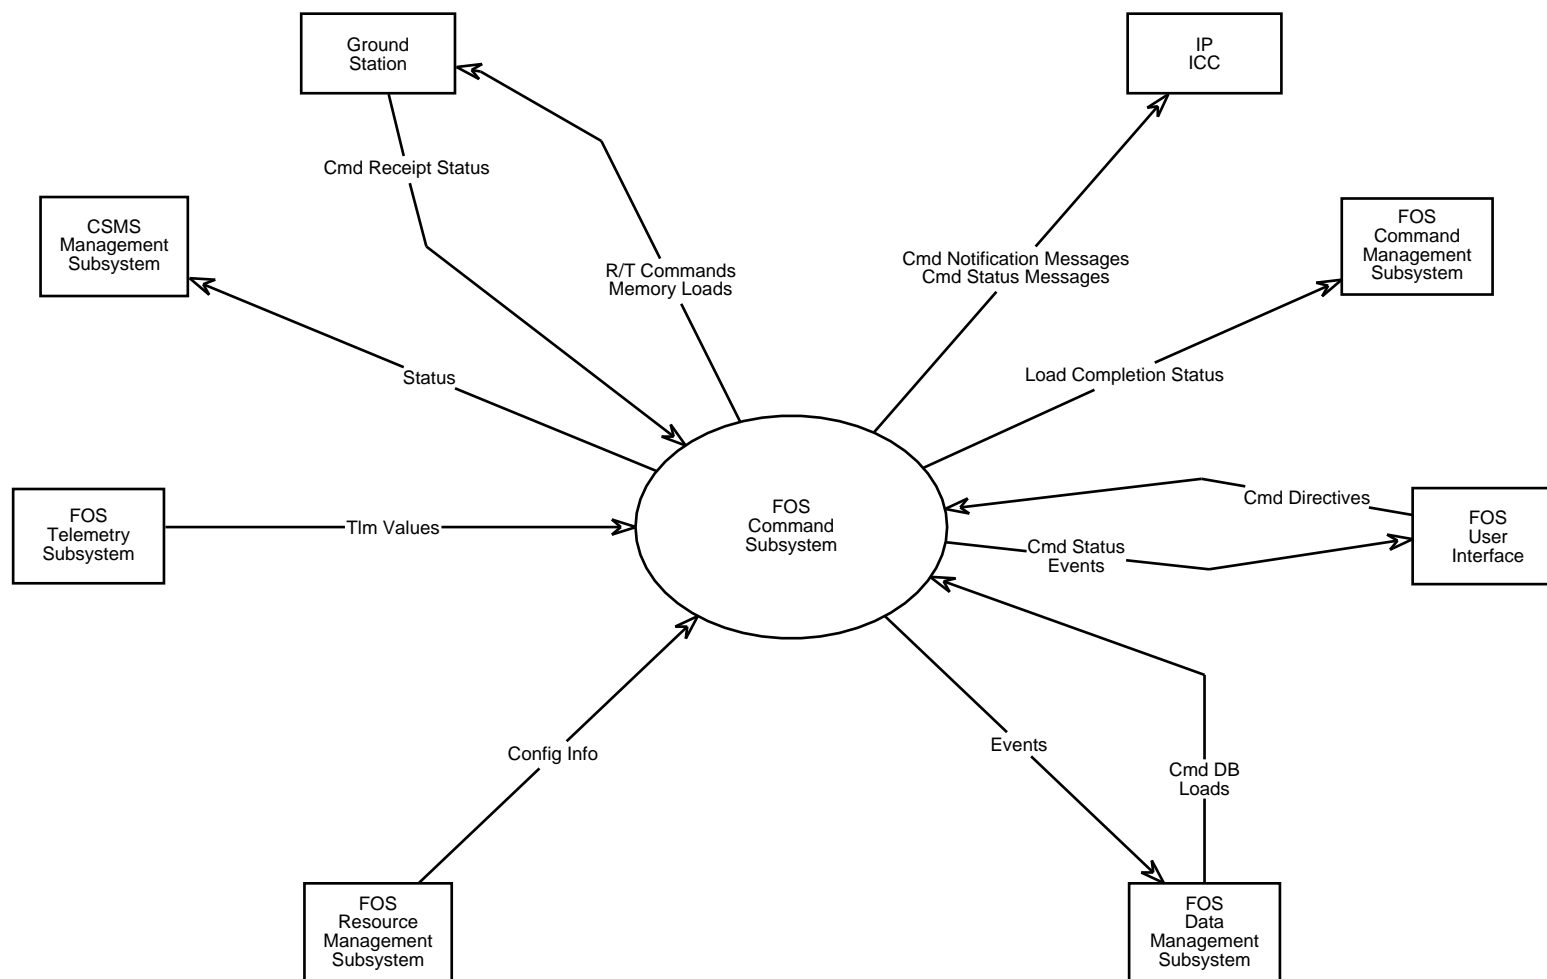 Ground
Station
IP
ICC
Cmd Receipt Status
CSMS
Management
Subsystem
FOS
Command
Management
Subsystem
R/T Commands
Memory Loads
Cmd Notification Messages
Cmd Status Messages
Status
Load Completion Status
FOS
Telemetry
Subsystem
Tlm Values
FOS
Command
Subsystem
Cmd Directives
Cmd Status
Events
FOS
User
Interface
Config Info
Events
Cmd DB
Loads
FOS
Resource
Management
Subsystem
FOS
Data
Management
Subsystem